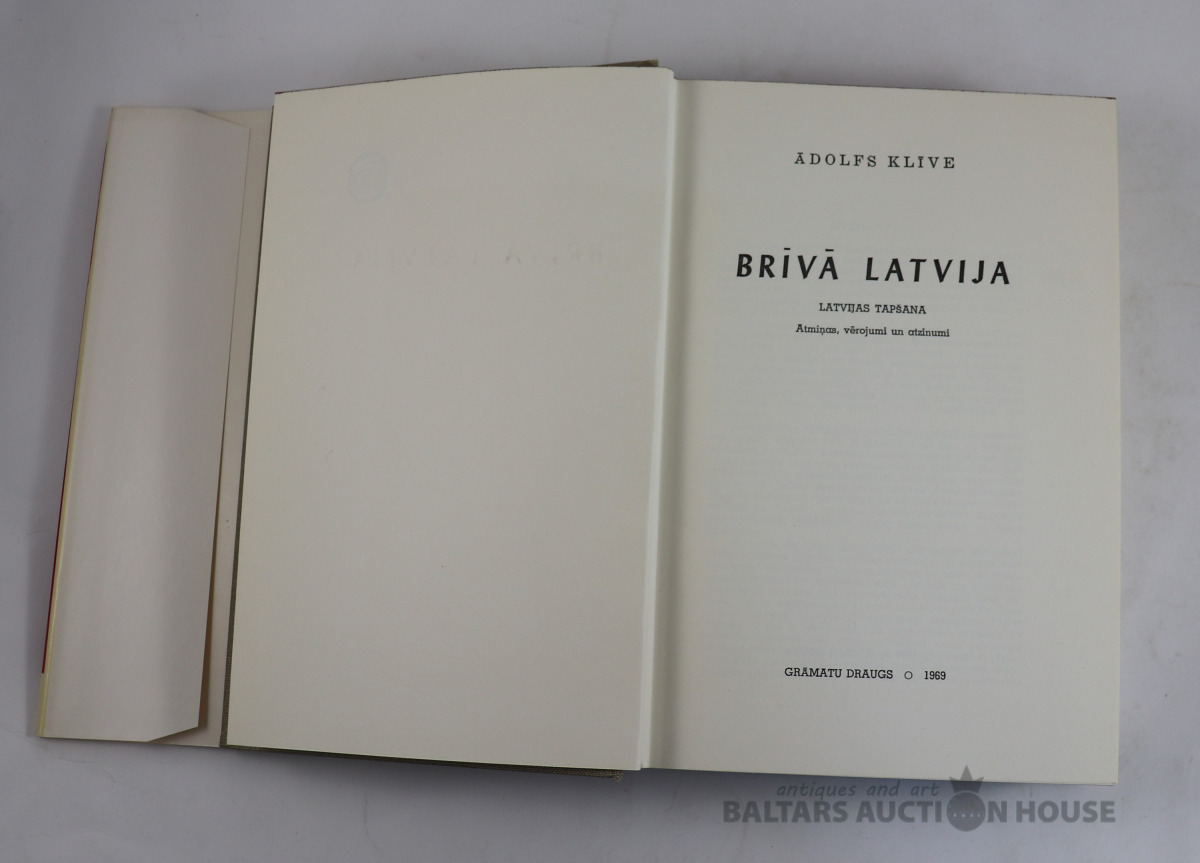 ĀDOLFS KLĪVE
BRĪVĀ LATVIJA
LATVIJAS TAPŠANA
Atmiņas, vērojumi un atzinumi
GRĀMATU DRAUGS ○ 1969
antiques and art
BALTARS AUCTION HOUSE